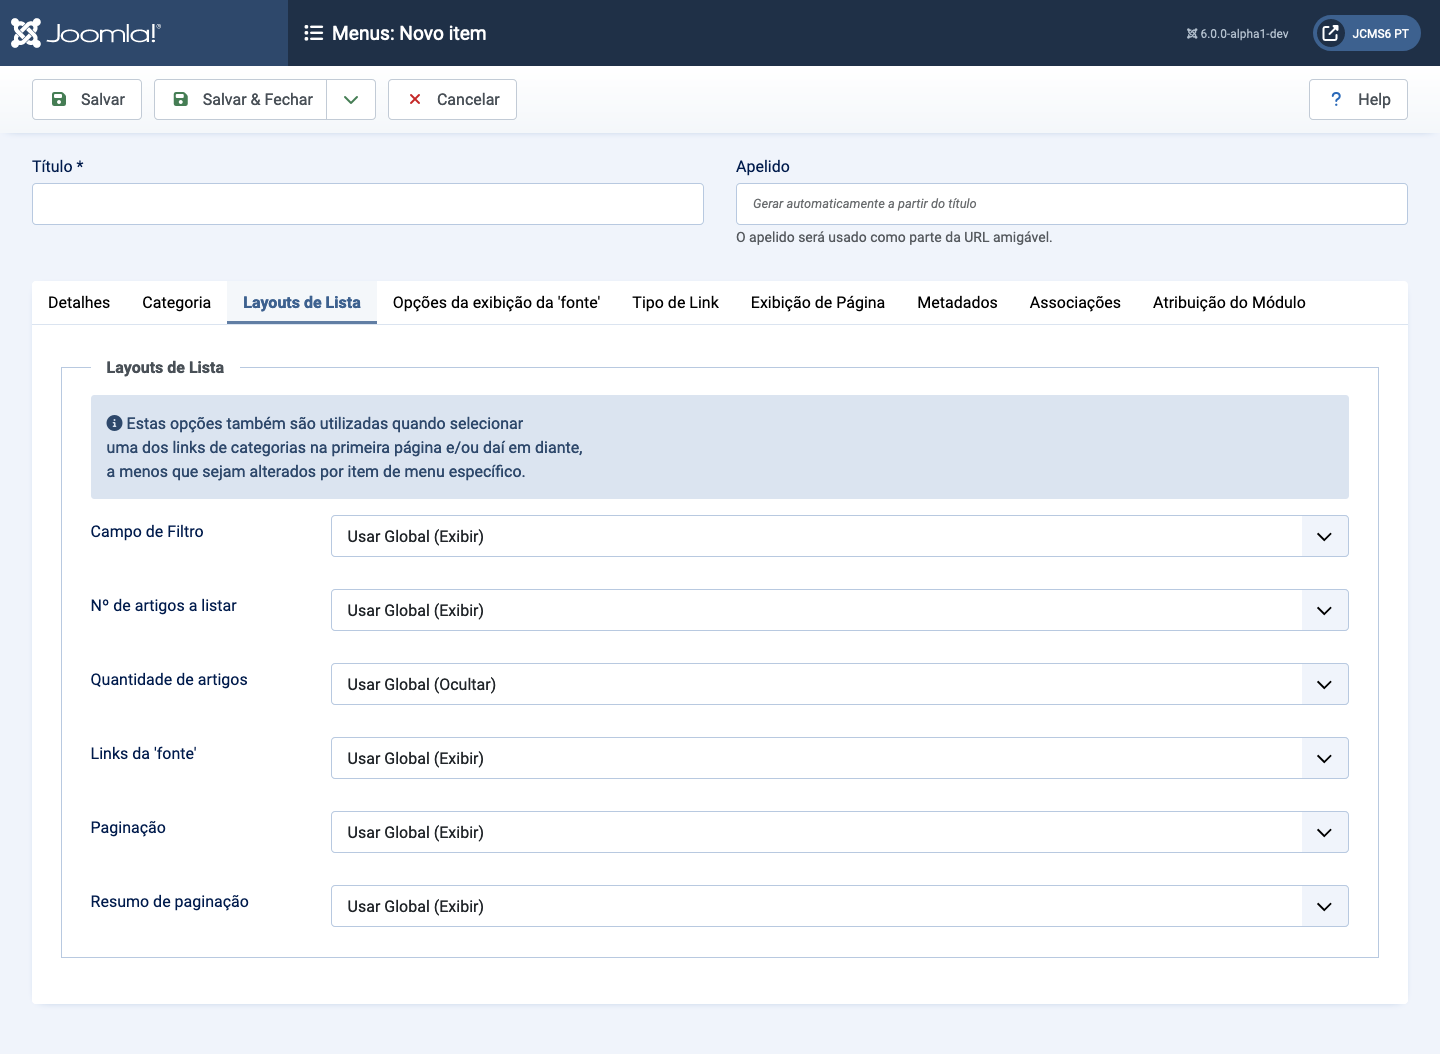 Joomla!®
Menus: Novo item
6.0.0-alpha1-dev
JCMS6 PT
Salvar
Salvar & Fechar
Cancelar
? Help
Título *
Apelido
Gerar automaticamente a partir do título
O apelido será usado como parte da URL amigável.
Detalhes
Categoria
Layouts de Lista
Opções da exibição da 'fonte'
Tipo de Link
Exibição de Página
Metadados
Associações
Atribuição do Módulo
Layouts de Lista
Estas opções também são utilizadas quando selecionar
uma dos links de categorias na primeira página e/ou daí em diante,
a menos que sejam alterados por item de menu específico.
Campo de Filtro
Usar Global (Exibir)
Nº de artigos a listar
Usar Global (Exibir)
Quantidade de artigos
Usar Global (Ocultar)
Links da 'fonte'
Usar Global (Exibir)
Paginação
Usar Global (Exibir)
Resumo de paginação
Usar Global (Exibir)